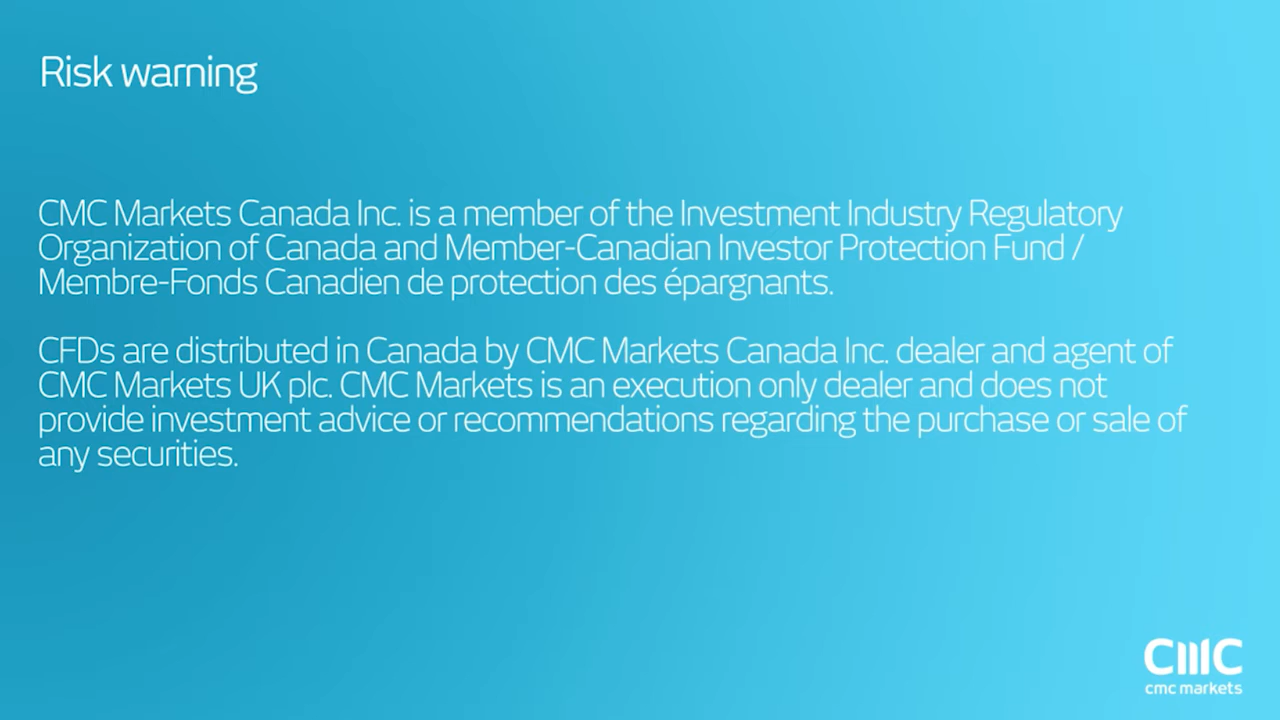 Risk warning
CMC Markets Canada Inc. is a member of the Investment Industry Regulatory
Organization of Canada and Member-Canadian Investor Protection Fund /
Membre-Fonds Canadien de protection des épargnants.
CFDs are distributed in Canada by CMC Markets Canada Inc. dealer and agent of
CMC Markets UK plc. CMC Markets is an execution only dealer and does not
provide investment advice or recommendations regarding the purchase or sale of
any securities.
CMC
cmc markets